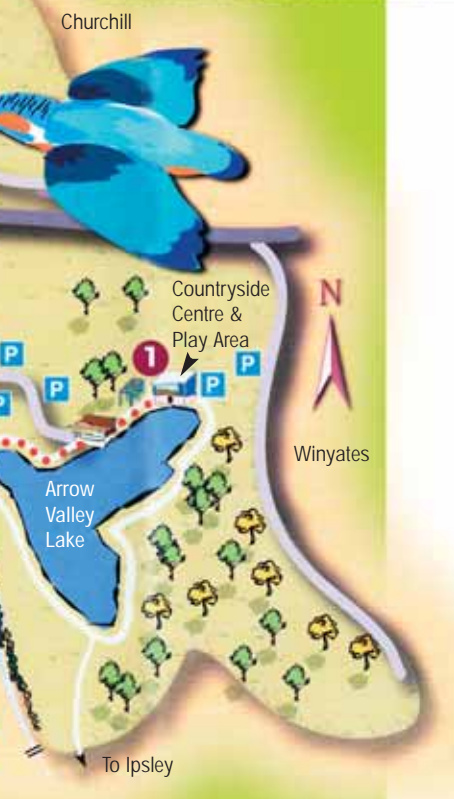 Churchill
Countryside
Centre &
Play Area
N
1
P
P
P
P
P
Winyates
Arrow
Valley
Lake
To Ipsley